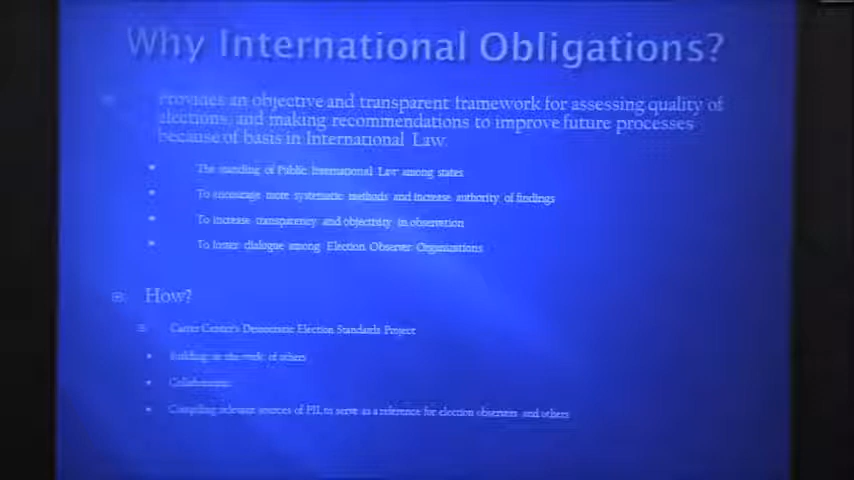 Why International Obligations?
Provides an objective and transparent framework for assessing quality of
elections, and making recommendations to improve future processes
because of basis in International Law.
The standing of Public International Law among states
To encourage more systematic methods and increase authority of findings
To increase transparency and objectivity in observation
To foster dialogue among Election Observer Organizations
How?
Carter Center's Democratic Election Standards Project
Building on the work of others
Collaboration
Compiling relevant sources of PIL to serve as a reference for election observers and others